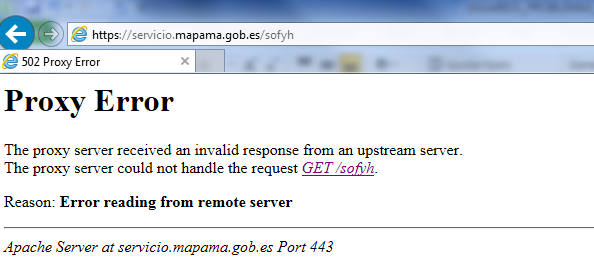 https://servicio.mapama.gob.es/sofyh
502 Proxy Error
Proxy Error
The proxy server received an invalid response from an upstream server.
The proxy server could not handle the request GET /sofyh.
Reason: Error reading from remote server
Apache Server at servicio.mapama.gob.es Port 443